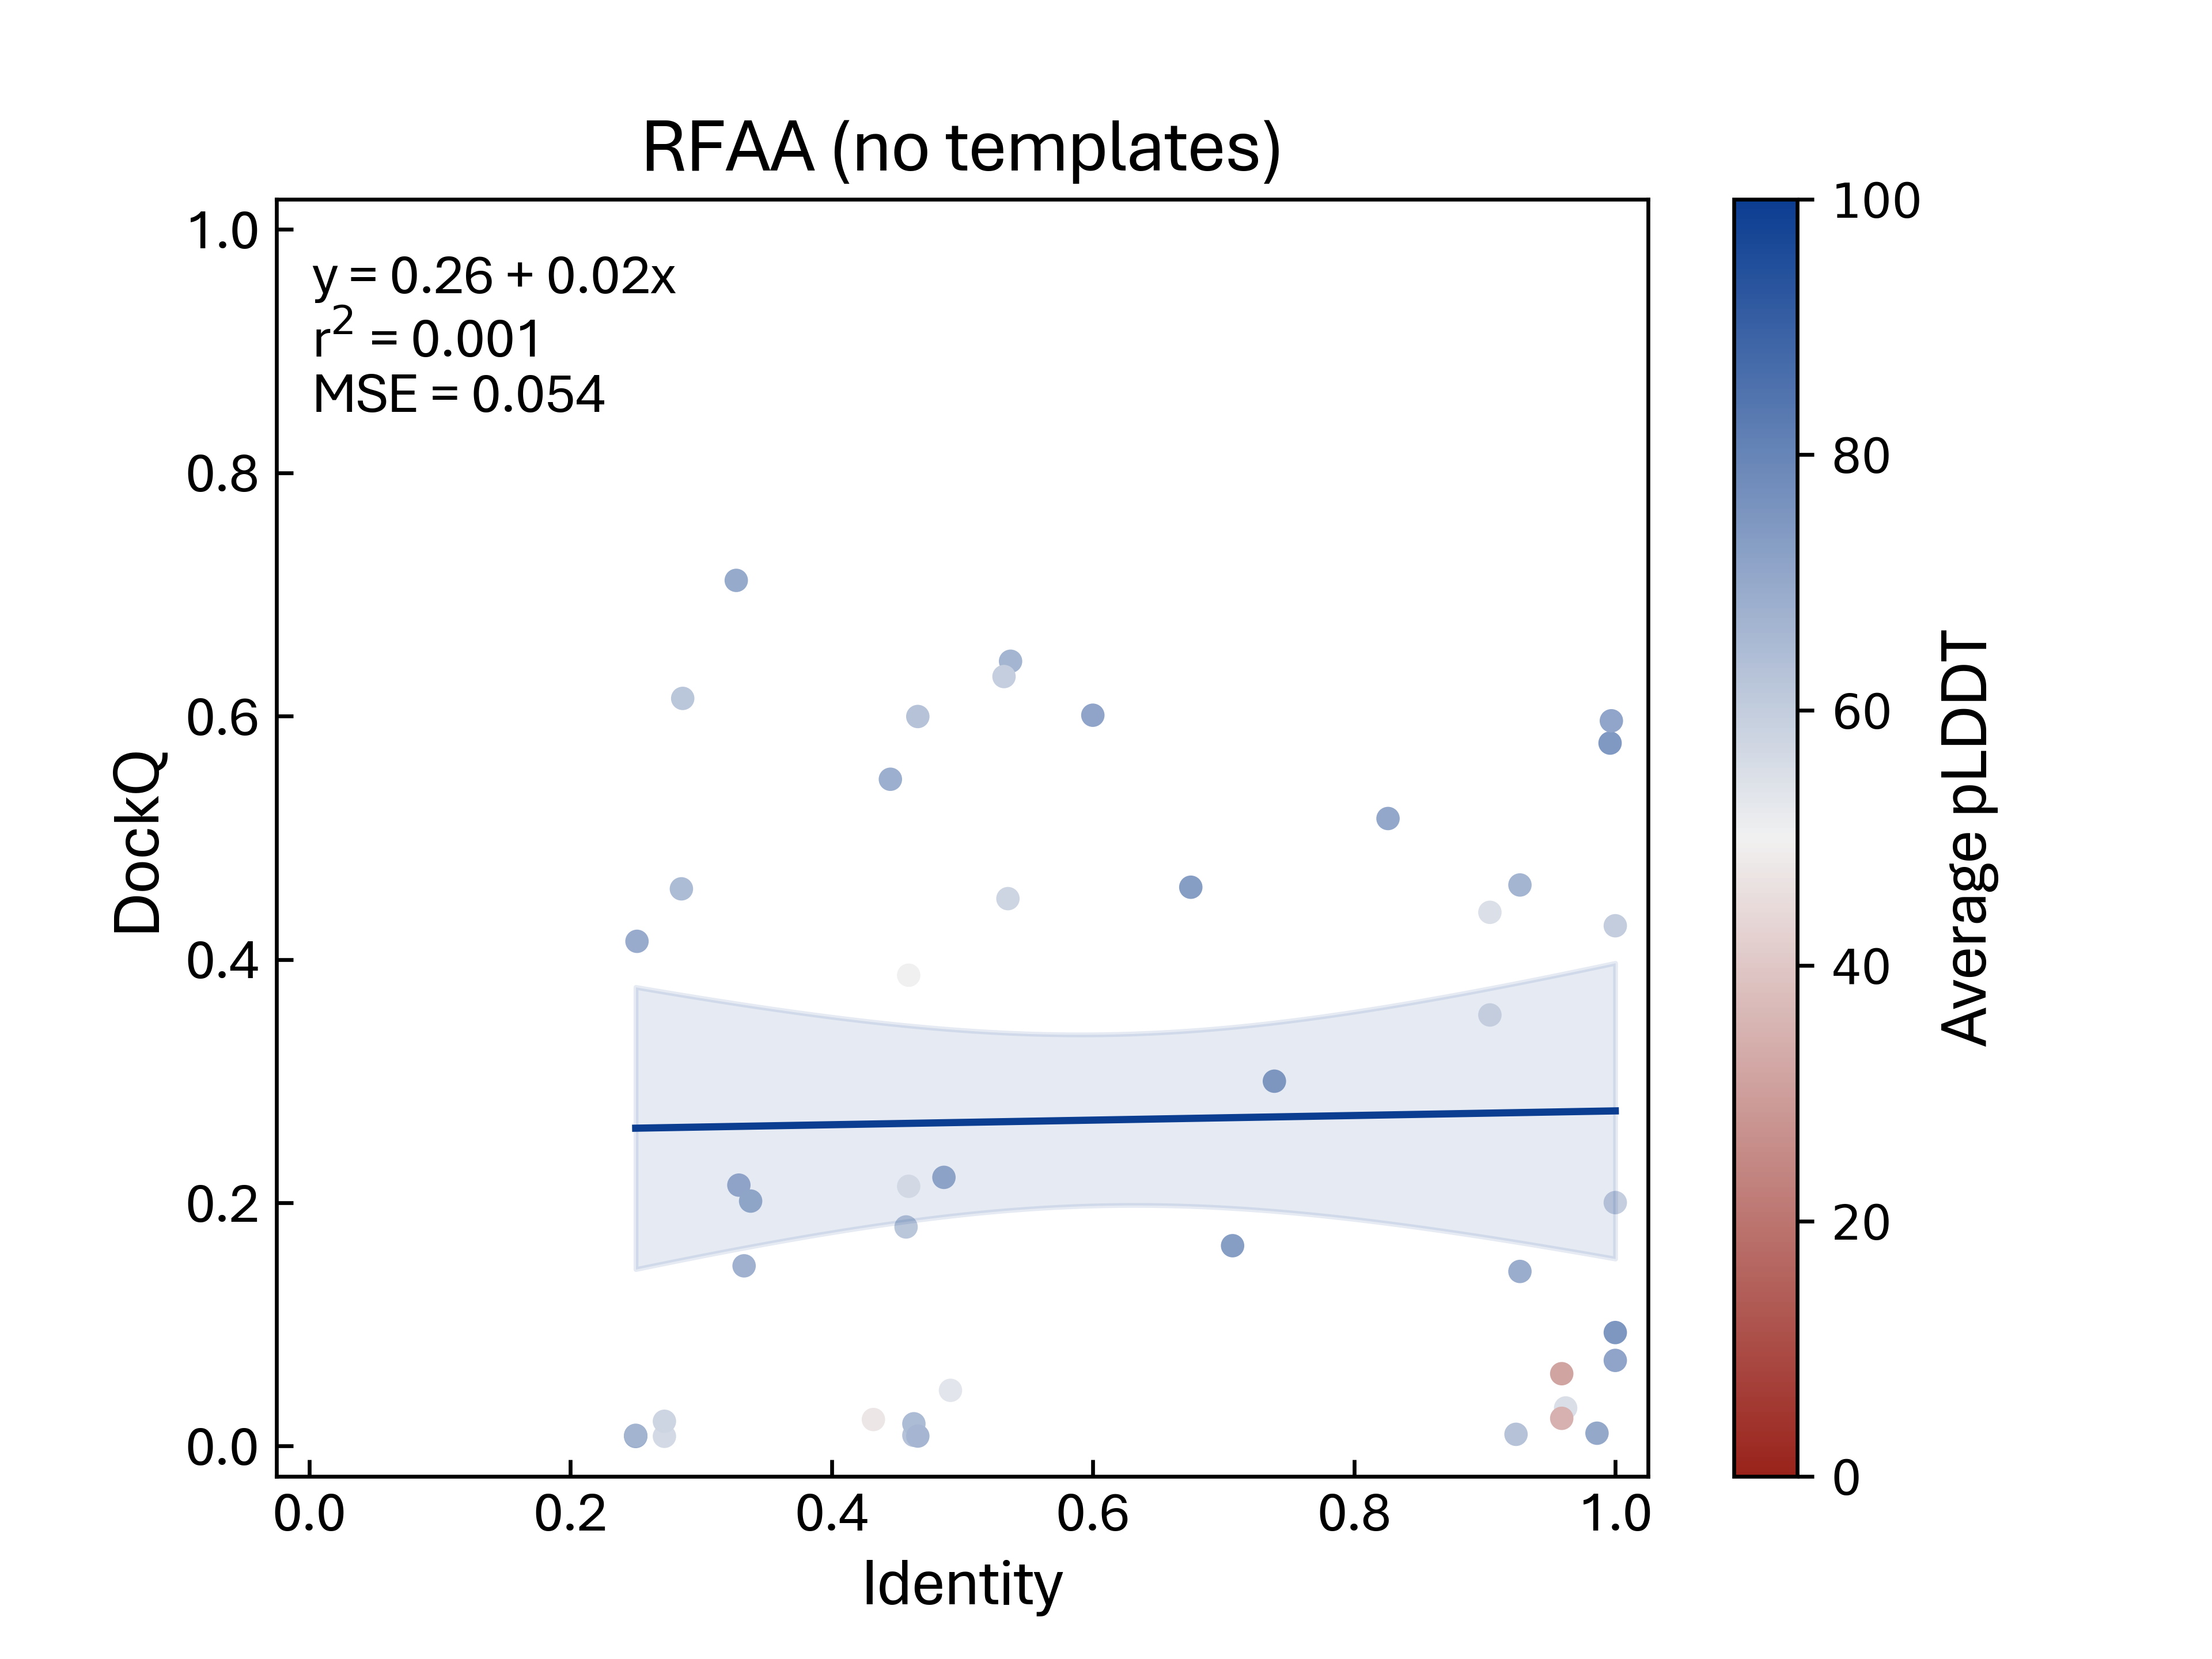 RFAA (no templates)
y = 0.26 + 0.02x
r² = 0.001
MSE = 0.054
1.0
0.8
0.6
0.4
0.2
0.0
DockQ
0.0 0.2 0.4 0.6 0.8 1.0
Identity
100
80
60
40
20
0
Average pLDDT